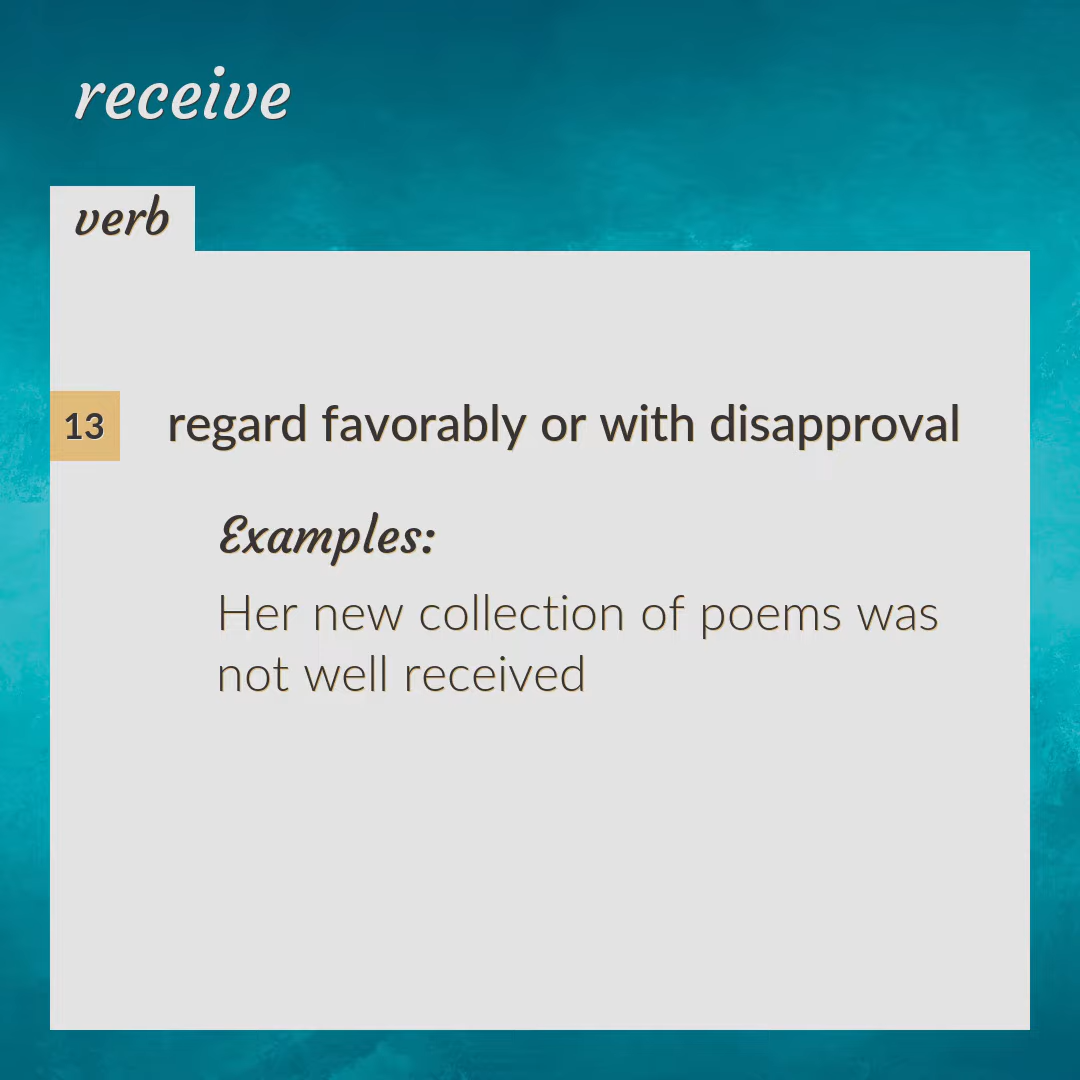 receive
verb
13 regard favorably or with disapproval
Examples:
Her new collection of poems was
not well received